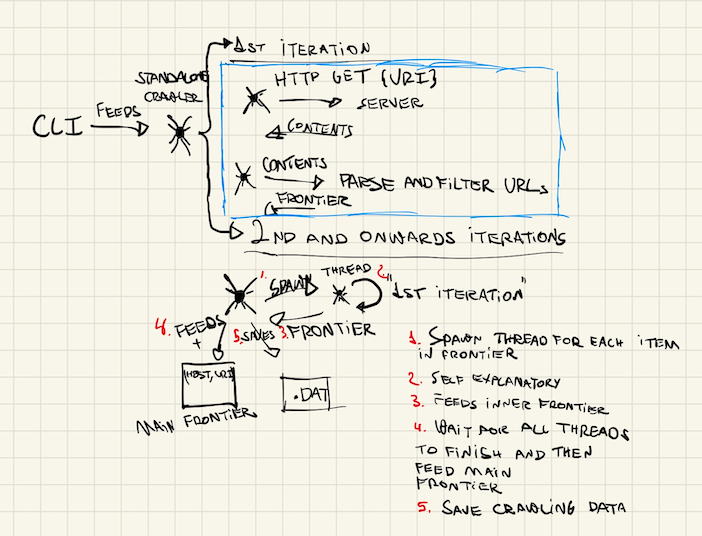 1st ITERATION
STANDALONE
CRAWLER
HTTP GET {URI}
SERVER
CLI
FEEDS
CONTENTS
CONTENTS
PARSE AND FILTER URLs
FRONTIER
2ND AND ONWARDS ITERATIONS
1.
SPAWN
THREAD
2.
"1st ITERATION"
4. FEEDS
+
5. SAVES
3. FRONTIER
(HOST, URI)
.DAT
MAIN FRONTIER
1. SPAWN THREAD FOR EACH ITEM
IN FRONTIER
2. SELF EXPLANATORY
3. FEEDS INNER FRONTIER
4. WAIT FOR ALL THREADS
TO FINISH AND THEN
FEED MAIN
FRONTIER
5. SAVE CRAWLING DATA